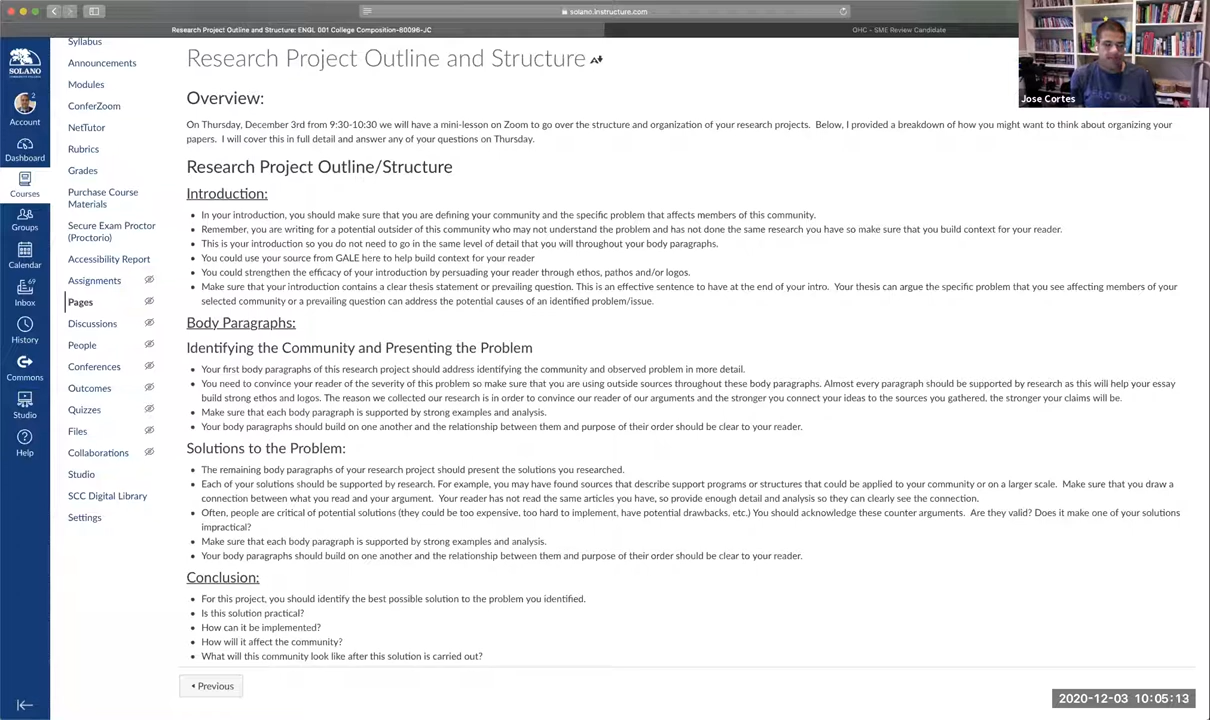 solano.instructure.com
Research Project Outline and Structure: ENGL 001 College Composition-80096-JC
OHC - SME Review Candidate
Jose Cortes
SOLANO
COMMUNITY COLLEGE
2
Account
Dashboard
Courses
Groups
Calendar
69
Inbox
History
Commons
Studio
Help
Syllabus
Announcements
Modules
ConferZoom
NetTutor
Rubrics
Grades
Purchase Course
Materials
Secure Exam Proctor
(Proctorio)
Accessibility Report
Assignments
Pages
Discussions
People
Conferences
Outcomes
Quizzes
Files
Collaborations
Studio
SCC Digital Library
Settings
Research Project Outline and Structure
Overview:
On Thursday, December 3rd from 9:30-10:30 we will have a mini-lesson on Zoom to go over the structure and organization of your research projects. Below, I provided a breakdown of how you might want to think about organizing your
papers. I will cover this in full detail and answer any of your questions on Thursday.
Research Project Outline/Structure
Introduction:
• In your introduction, you should make sure that you are defining your community and the specific problem that affects members of this community.
• Remember, you are writing for a potential outsider of this community who may not understand the problem and has not done the same research you have so make sure that you build context for your reader.
• This is your introduction so you do not need to go in the same level of detail that you will throughout your body paragraphs.
• You could use your source from GALE here to help build context for your reader
• You could strengthen the efficacy of your introduction by persuading your reader through ethos, pathos and/or logos.
• Make sure that your introduction contains a clear thesis statement or prevailing question. This is an effective sentence to have at the end of your intro. Your thesis can argue the specific problem that you see affecting members of your
selected community or a prevailing question can address the potential causes of an identified problem/issue.
Body Paragraphs:
Identifying the Community and Presenting the Problem
• Your first body paragraphs of this research project should address identifying the community and observed problem in more detail.
• You need to convince your reader of the severity of this problem so make sure that you are using outside sources throughout these body paragraphs. Almost every paragraph should be supported by research as this will help your essay
build strong ethos and logos. The reason we collected our research is in order to convince our reader of our arguments and the stronger you connect your ideas to the sources you gathered, the stronger your claims will be.
• Make sure that each body paragraph is supported by strong examples and analysis.
• Your body paragraphs should build on one another and the relationship between them and purpose of their order should be clear to your reader.
Solutions to the Problem:
• The remaining body paragraphs of your research project should present the solutions you researched.
• Each of your solutions should be supported by research. For example, you may have found sources that describe support programs or structures that could be applied to your community or on a larger scale. Make sure that you draw a
connection between what you read and your argument. Your reader has not read the same articles you have, so provide enough detail and analysis so they can clearly see the connection.
• Often, people are critical of potential solutions (they could be too expensive, too hard to implement, have potential drawbacks, etc.) You should acknowledge these counter arguments. Are they valid? Does it make one of your solutions
impractical?
• Make sure that each body paragraph is supported by strong examples and analysis.
• Your body paragraphs should build on one another and the relationship between them and purpose of their order should be clear to your reader.
Conclusion:
• For this project, you should identify the best possible solution to the problem you identified.
• Is this solution practical?
• How can it be implemented?
• How will it affect the community?
• What will this community look like after this solution is carried out?
Previous
2020-12-03 10:05:13